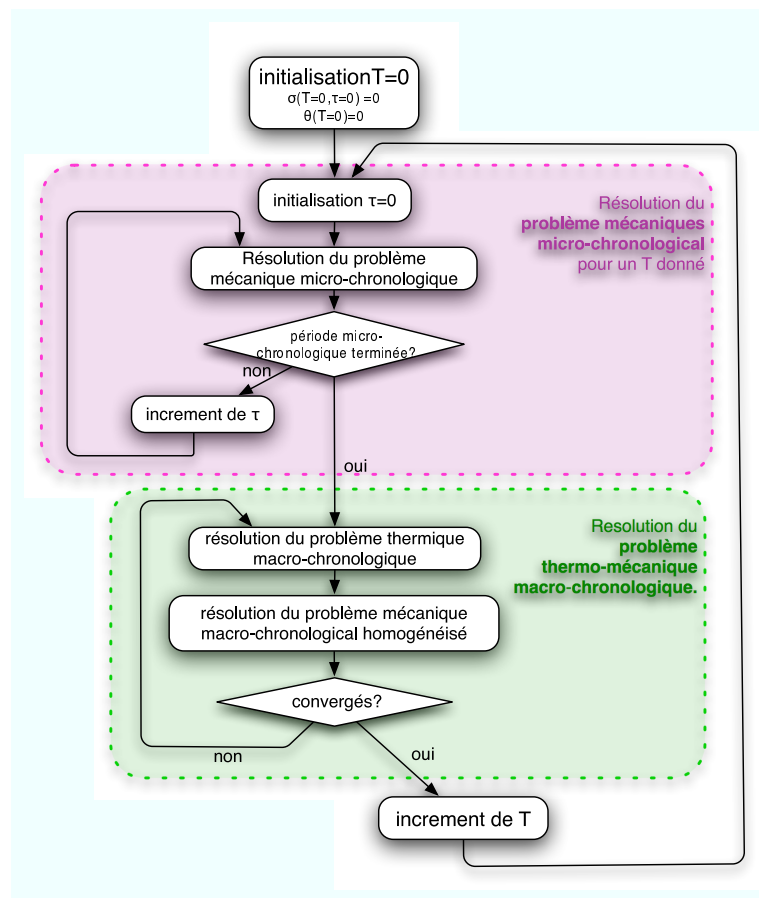 initialisationT=0
σ(T=0,τ=0) =0
θ(T=0)=0
initialisation τ=0
Résolution du
problème mécaniques
micro-chronological
pour un T donné
Résolution du problème
mécanique micro-chronologique
période micro-
chronologique terminée?
non
increment de τ
oui
Resolution du
problème
thermo-mécanique
macro-chronologique.
résolution du problème thermique
macro-chronologique
résolution du problème mécanique
macro-chronological homogénéisé
convergés?
non
oui
increment de T